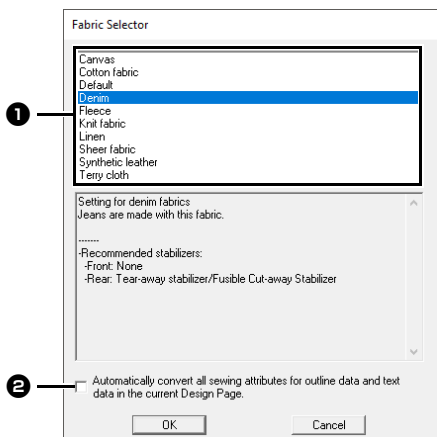 Fabric Selector
Canvas
Cotton fabric
Default
Denim
Fleece
Knit fabric
Linen
Sheer fabric
Synthetic leather
Terry cloth
1
Setting for denim fabrics
Jeans are made with this fabric.
-------
-Recommended stabilizers:
-Front: None
-Rear: Tear-away stabilizer/Fusible Cut-away Stabilizer
2
Automatically convert all sewing attributes for outline data and text
data in the current Design Page.
OK Cancel